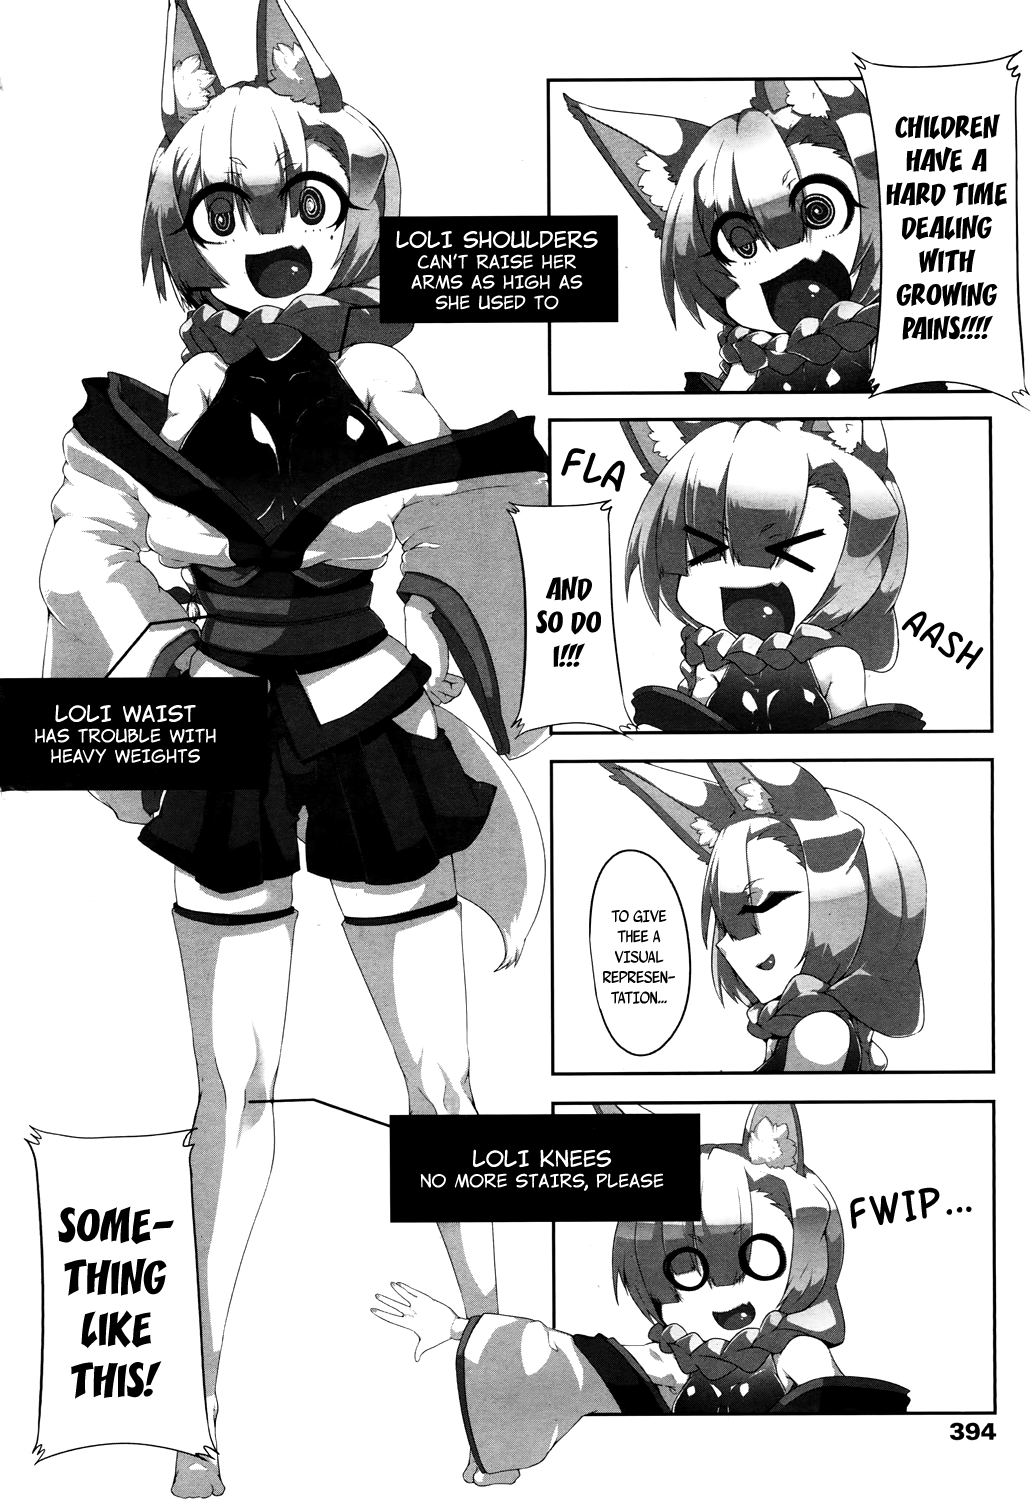 CHILDREN
HAVE A
HARD TIME
DEALING
WITH
GROWING
PAINS!!!!
LOLI SHOULDERS
CAN'T RAISE HER
ARMS AS HIGH AS
SHE USED TO
FLA
AASH
AND
SO DO
I!!!
LOLI WAIST
HAS TROUBLE WITH
HEAVY WEIGHTS
TO GIVE
THEE A
VISUAL
REPRESEN-
TATION...
LOLI KNEES
NO MORE STAIRS, PLEASE
FWIP...
SOME-
THING
LIKE
THIS!
394